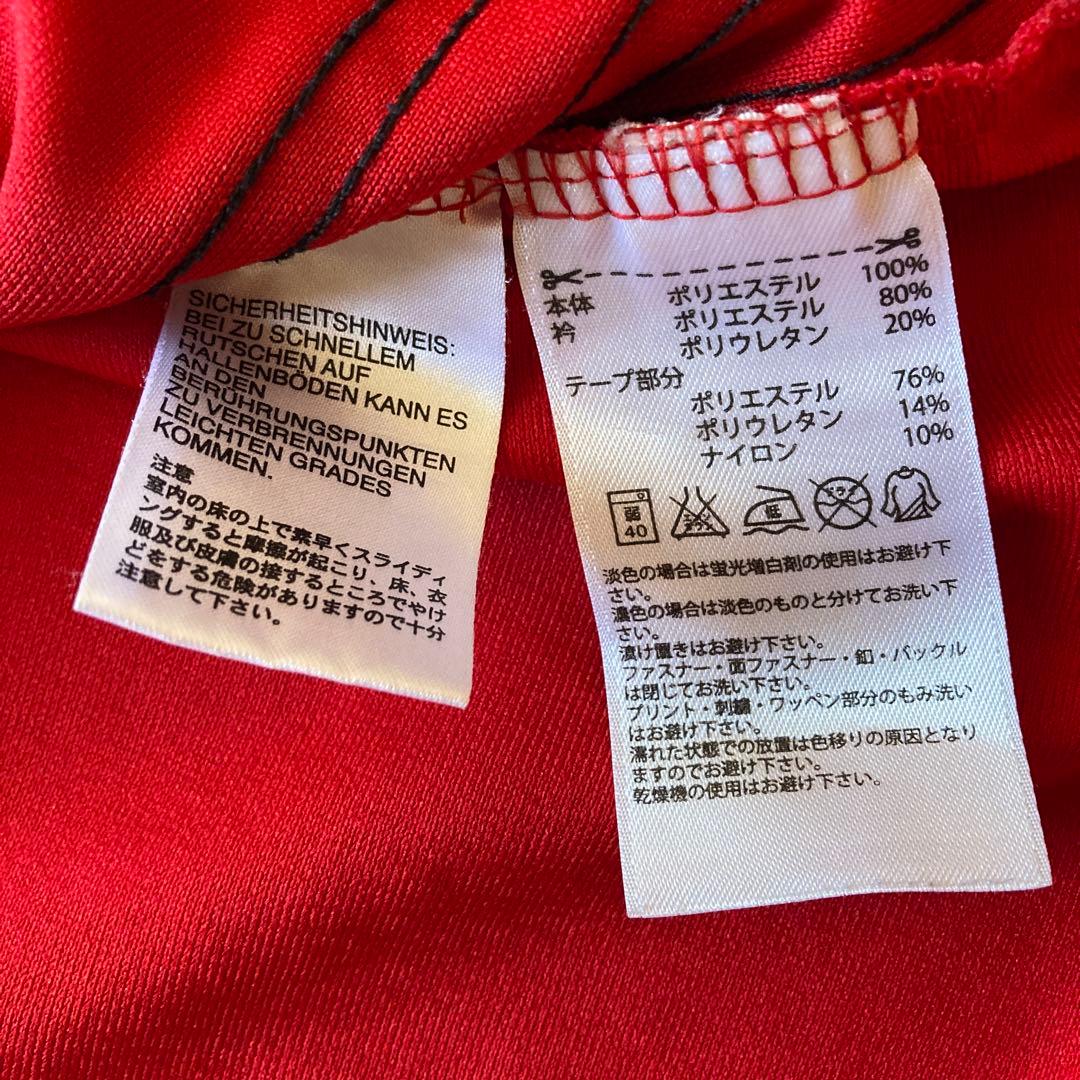 SICHERHEITSHINWEIS:
BEI ZU SCHNELLEM
RUTSCHEN AUF
HALLENBÖDEN KANN ES
AN DEN
BERÜHRUNGSPUNKTEN
ZU VERBRENNUNGEN
LEICHTEN GRADES
KOMMEN.
注意
室内の床の上で素早くスライディ
ングすると摩擦が起こり、床、衣
服及び皮膚の接するところでやけ
どをする危険がありますので十分
注意して下さい。
本体 ポリエステル 100%
衿 ポリエステル 80%
ポリウレタン 20%
テープ部分
ポリエステル 76%
ポリウレタン 14%
ナイロン 10%
弱 40 低
淡色の場合は蛍光増白剤の使用はお避け下
さい。
濃色の場合は淡色のものと分けてお洗い下
さい。
漬け置きはお避け下さい。
ファスナー・面ファスナー・釦・バックル
は閉じてお洗い下さい。
プリント・刺繍・ワッペン部分のもみ洗い
はお避け下さい。
濡れた状態での放置は色移りの原因となり
ますのでお避け下さい。
乾燥機の使用はお避け下さい。